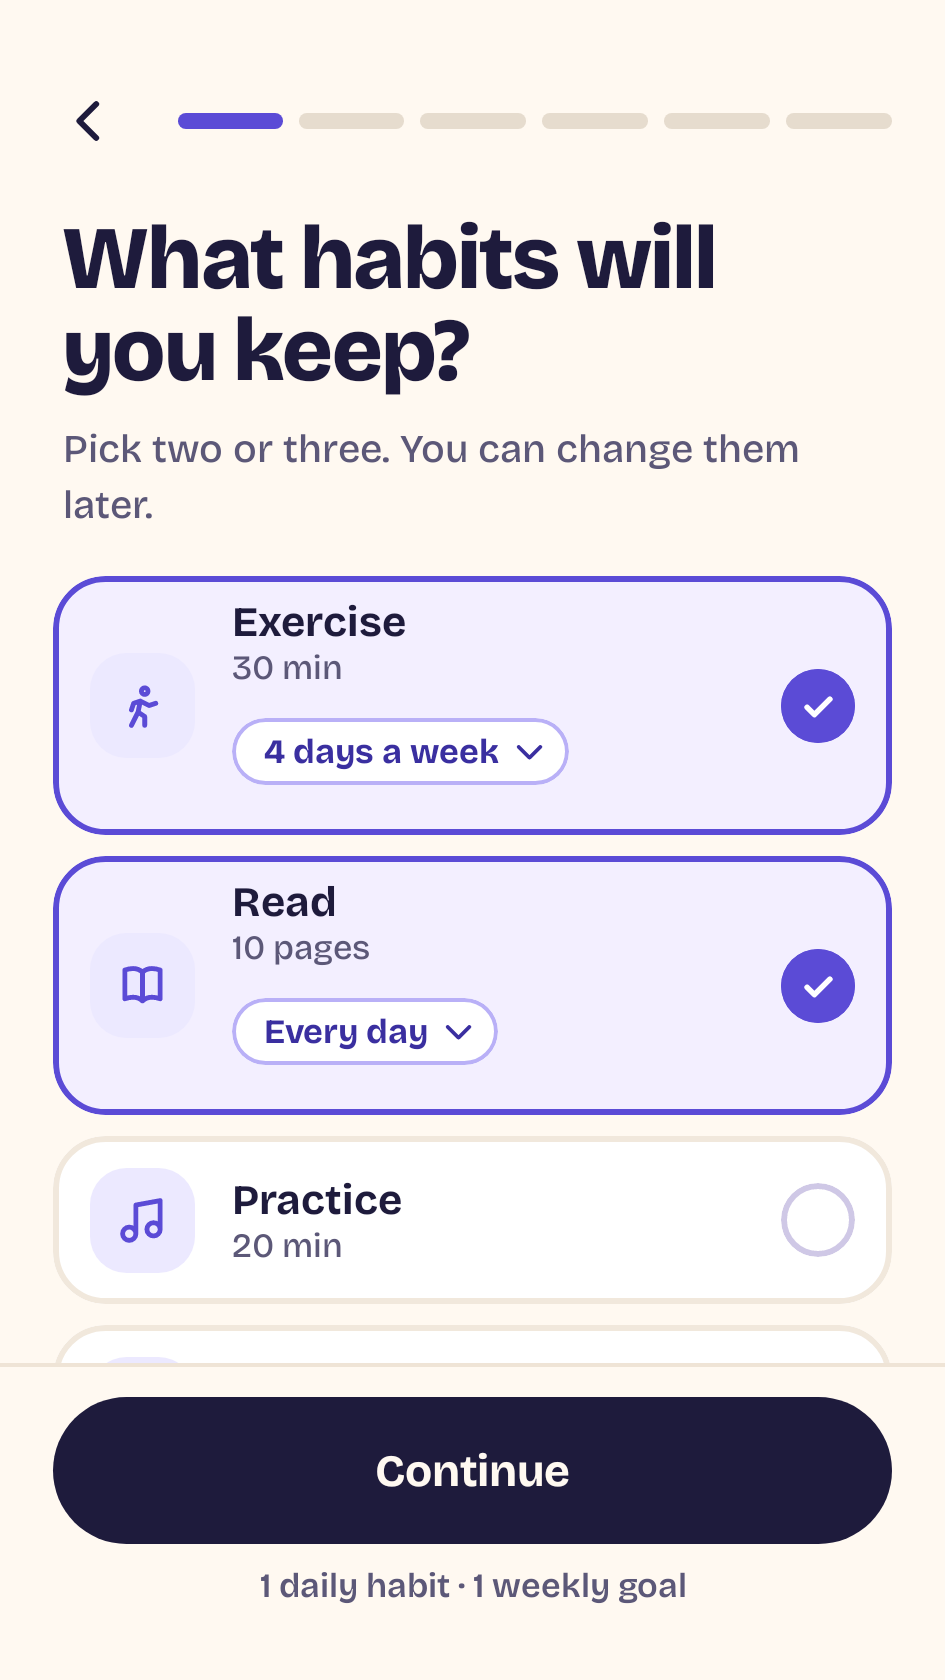 What habits will
you keep?
Pick two or three. You can change them
later.
Exercise
30 min
4 days a week
Read
10 pages
Every day
Practice
20 min
Continue
1 daily habit · 1 weekly goal